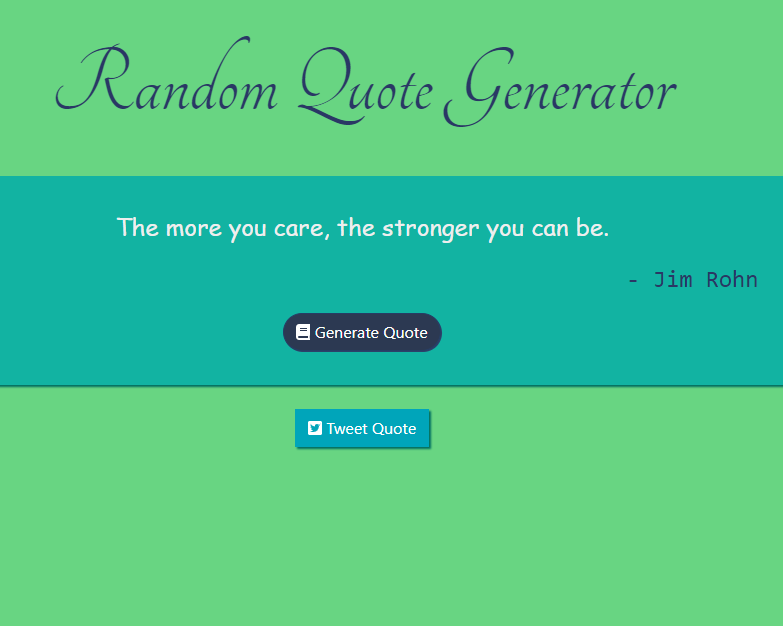 Random Quote Generator
The more you care, the stronger you can be.
- Jim Rohn
Generate Quote
Tweet Quote